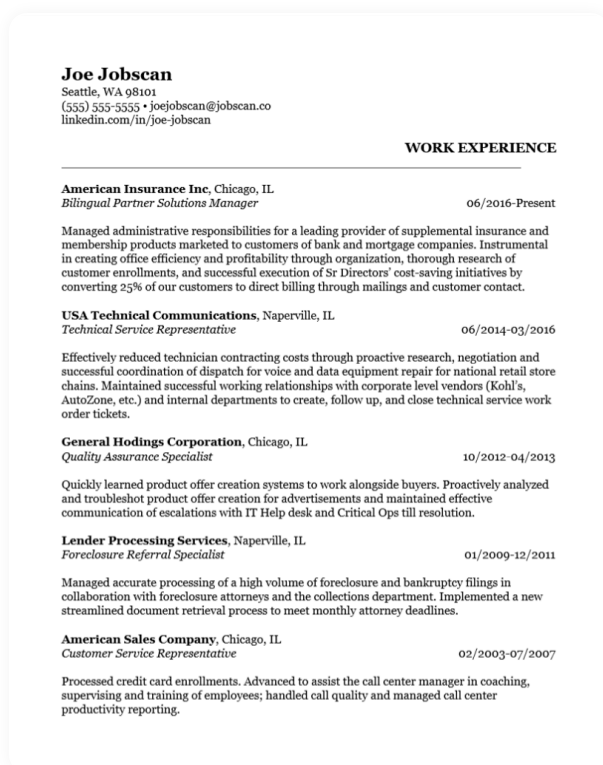 Joe Jobscan
Seattle, WA 98101
(555) 555-5555 • joejobscan@jobscan.co
linkedin.com/in/joe-jobscan
WORK EXPERIENCE
American Insurance Inc, Chicago, IL
Bilingual Partner Solutions Manager 06/2016-Present
Managed administrative responsibilities for a leading provider of supplemental insurance and
membership products marketed to customers of bank and mortgage companies. Instrumental
in creating office efficiency and profitability through organization, thorough research of
customer enrollments, and successful execution of Sr Directors' cost-saving initiatives by
converting 25% of our customers to direct billing through mailings and customer contact.
USA Technical Communications, Naperville, IL
Technical Service Representative 06/2014-03/2016
Effectively reduced technician contracting costs through proactive research, negotiation and
successful coordination of dispatch for voice and data equipment repair for national retail store
chains. Maintained successful working relationships with corporate level vendors (Kohl's,
AutoZone, etc.) and internal departments to create, follow up, and close technical service work
order tickets.
General Hodings Corporation, Chicago, IL
Quality Assurance Specialist 10/2012-04/2013
Quickly learned product offer creation systems to work alongside buyers. Proactively analyzed
and troubleshot product offer creation for advertisements and maintained effective
communication of escalations with IT Help desk and Critical Ops till resolution.
Lender Processing Services, Naperville, IL
Foreclosure Referral Specialist 01/2009-12/2011
Managed accurate processing of a high volume of foreclosure and bankruptcy filings in
collaboration with foreclosure attorneys and the collections department. Implemented a new
streamlined document retrieval process to meet monthly attorney deadlines.
American Sales Company, Chicago, IL
Customer Service Representative 02/2003-07/2007
Processed credit card enrollments. Advanced to assist the call center manager in coaching,
supervising and training of employees; handled call quality and managed call center
productivity reporting.